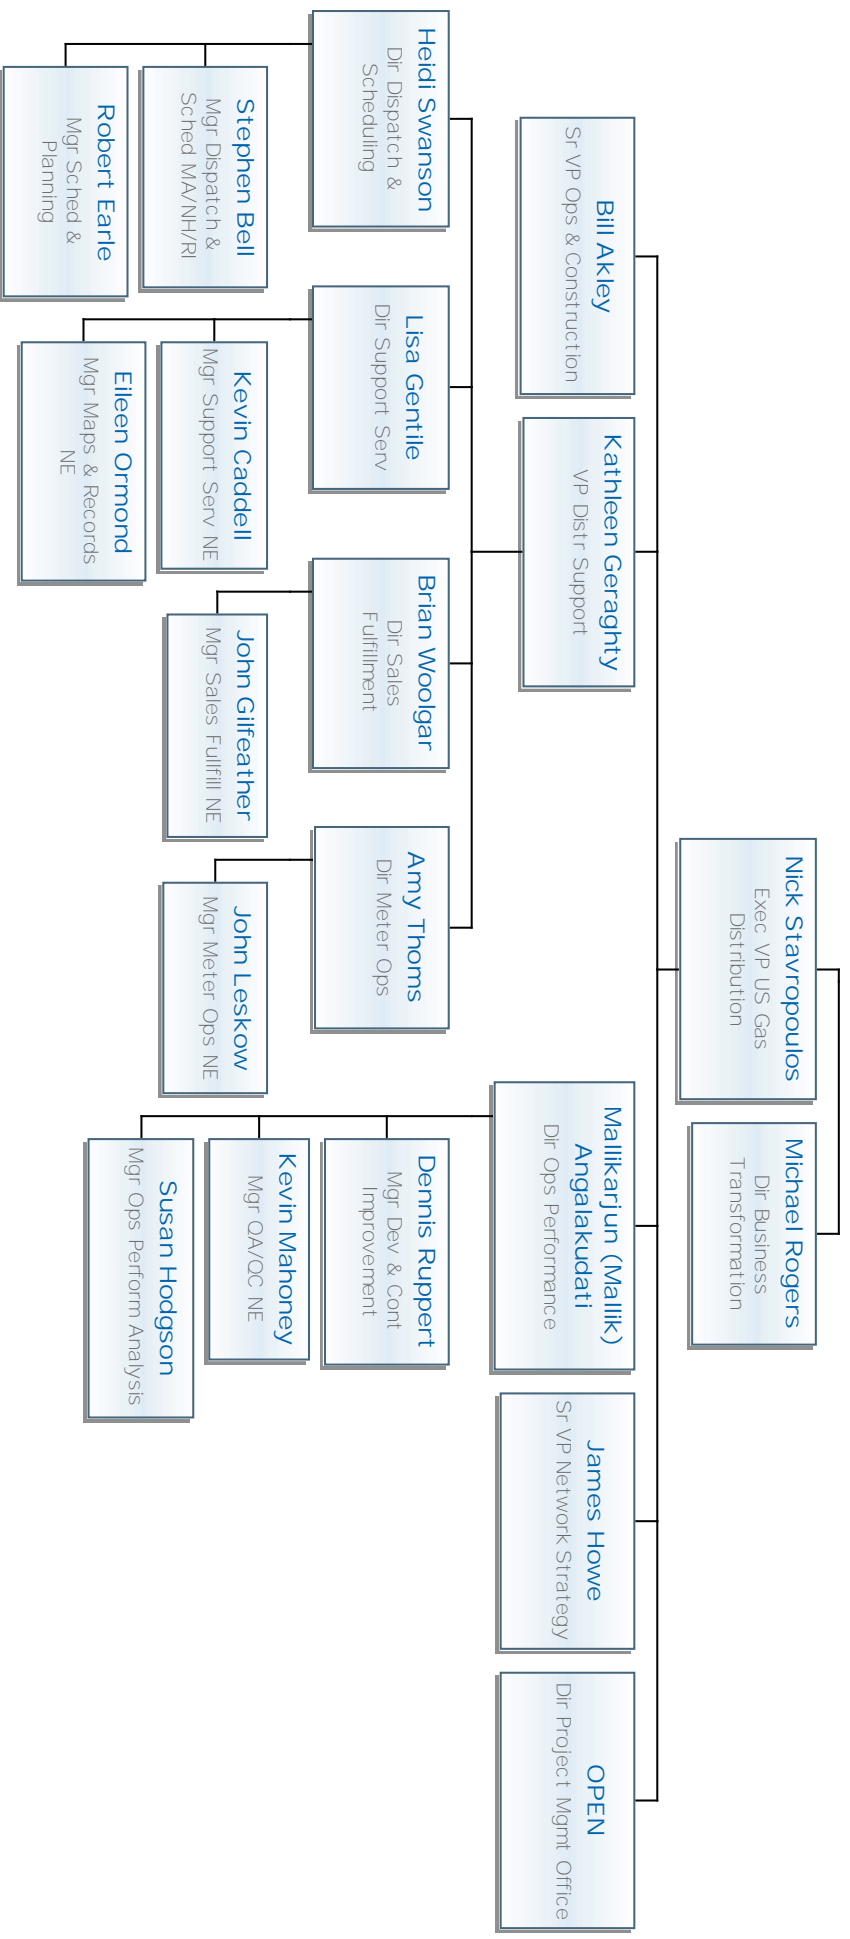 Nick Stavropoulos
Exec VP US Gas
Distribution
Michael Rogers
Dir Business
Transformation
Bill Akley
Sr VP Ops & Construction
Kathleen Geraghty
VP Distr Support
Heidi Swanson
Dir Dispatch &
Scheduling
Stephen Bell
Mgr Dispatch &
Sched MA/NH/RI
Robert Earle
Mgr Sched &
Planning
Lisa Gentile
Dir Support Serv
Kevin Caddell
Mgr Support Serv NE
Eileen Ormond
Mgr Maps & Records
NE
Brian Woolgar
Dir Sales
Fulfillment
John Gilfeather
Mgr Sales Fullfill NE
Amy Thoms
Dir Meter Ops
John Leskow
Mgr Meter Ops NE
Mallikarjun (Mallik)
Angalakudati
Dir Ops Performance
Dennis Ruppert
Mgr Dev & Cont
Improvement
Kevin Mahoney
Mgr QA/QC NE
Susan Hodgson
Mgr Ops Perform Analysis
James Howe
Sr VP Network Strategy
OPEN
Dir Project Mgmt Office